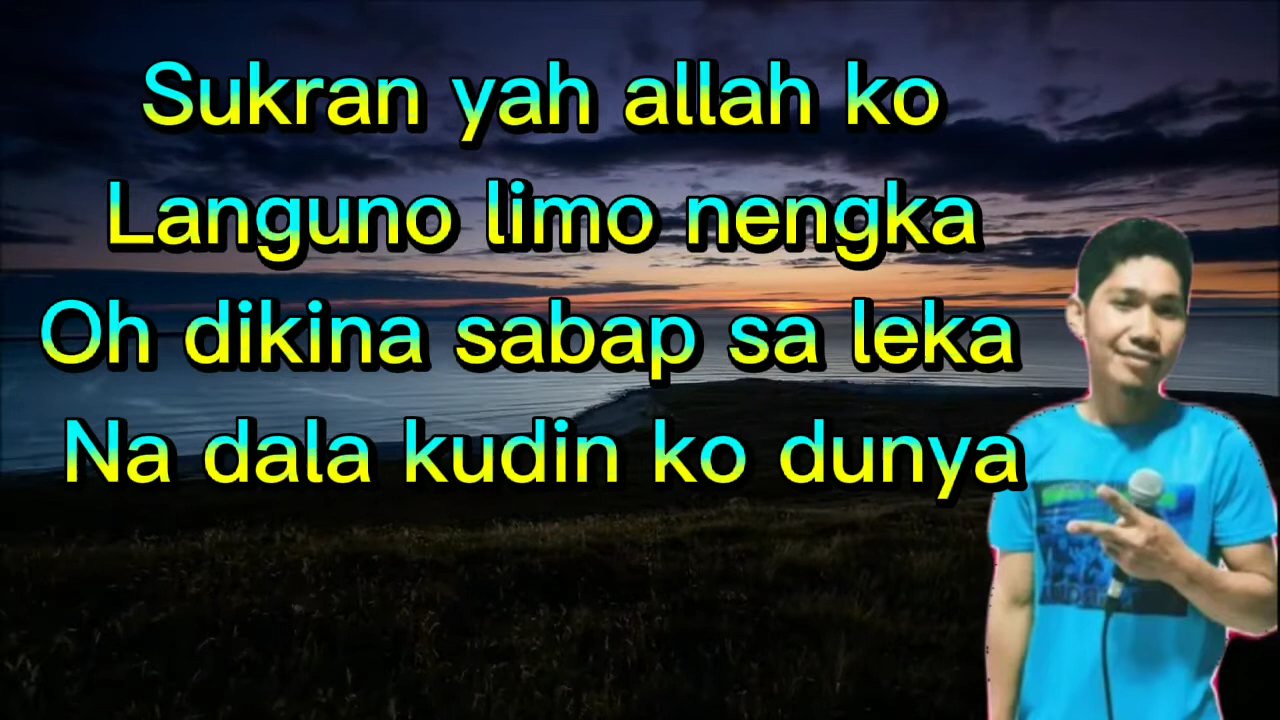 Sukran yah allah ko
Languno limo nengka
Oh dikina sabap sa leka
Na dala kudin ko dunya